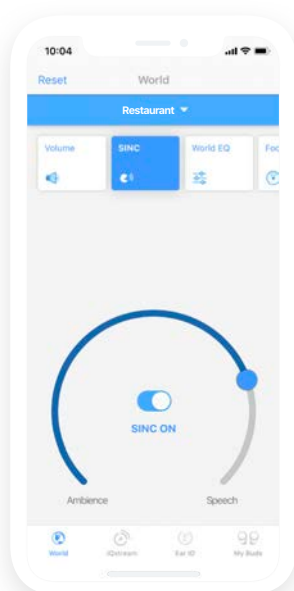 10:04
Reset World
Restaurant
Volume SINC World EQ Foc
SINC ON
Ambience Speech
World IQstream Ear ID My Buds